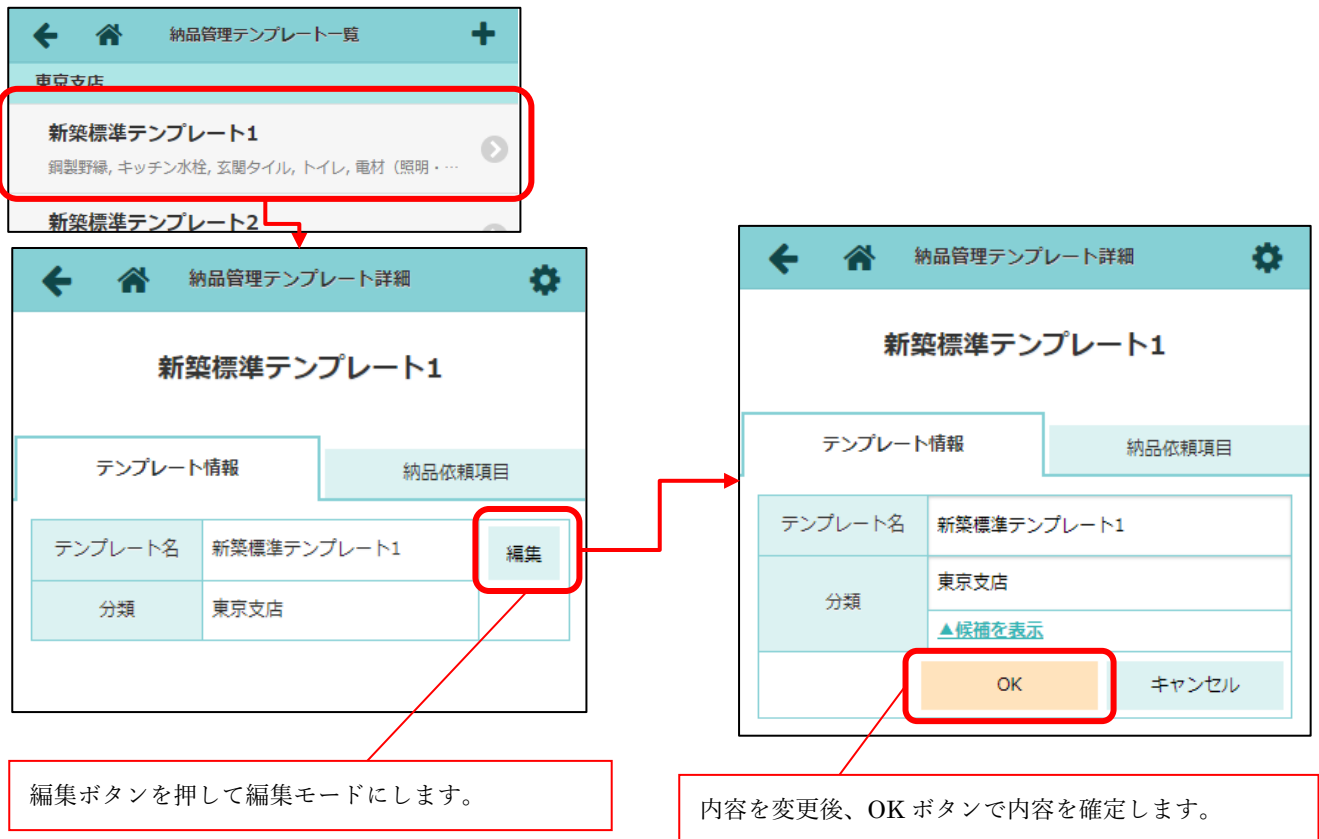 納品管理テンプレート一覧
東京支店
新築標準テンプレート1
鋼製野縁, キッチン水栓, 玄関タイル, トイレ, 電材（照明・…
新築標準テンプレート2
納品管理テンプレート詳細
新築標準テンプレート1
テンプレート情報 納品依頼項目
テンプレート名 新築標準テンプレート1 編集
分類 東京支店
編集ボタンを押して編集モードにします。
納品管理テンプレート詳細
新築標準テンプレート1
テンプレート情報 納品依頼項目
テンプレート名 新築標準テンプレート1
分類 東京支店
▲候補を表示
OK キャンセル
内容を変更後、OK ボタンで内容を確定します。